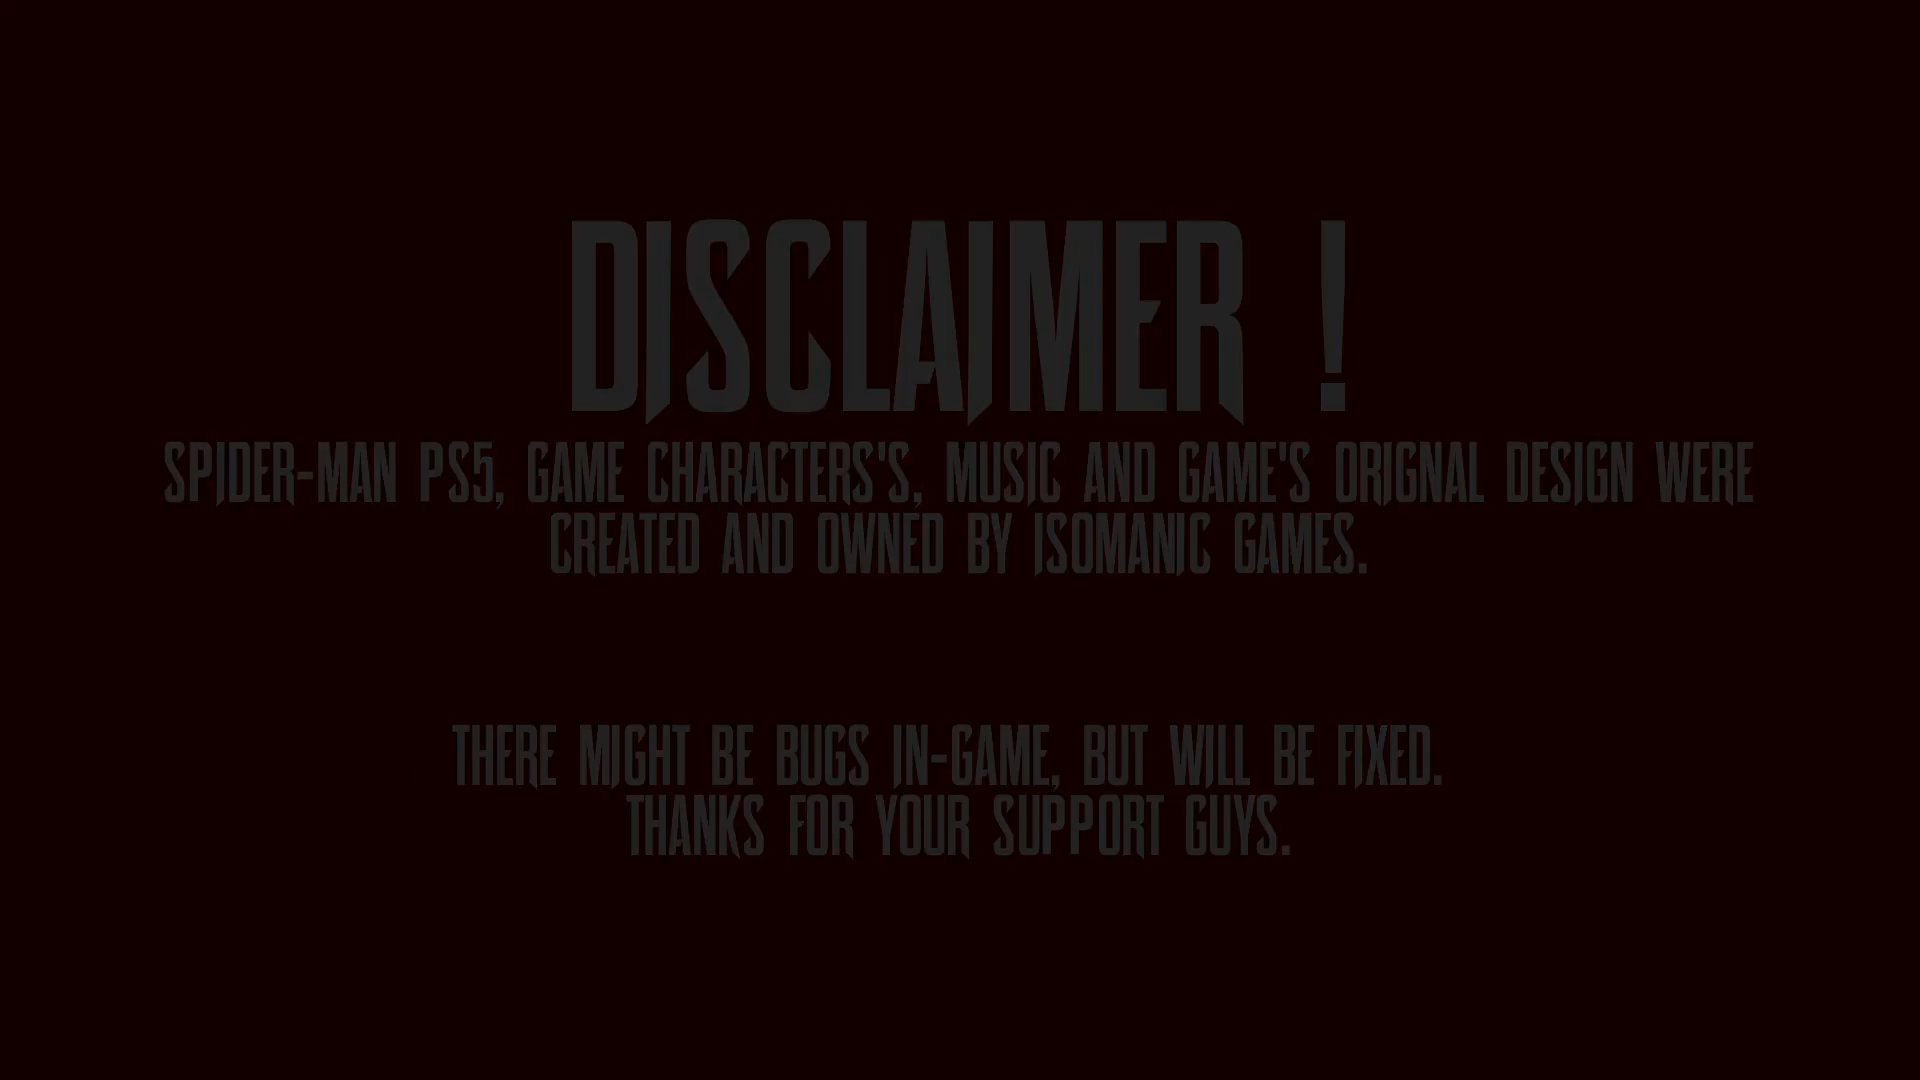 DISCLAIMER !
SPIDER-MAN PS5, GAME CHARACTERS'S, MUSIC AND GAME'S ORIGNAL DESIGN WERE
CREATED AND OWNED BY ISOMANIC GAMES.
THERE MIGHT BE BUGS IN-GAME, BUT WILL BE FIXED.
THANKS FOR YOUR SUPPORT GUYS.